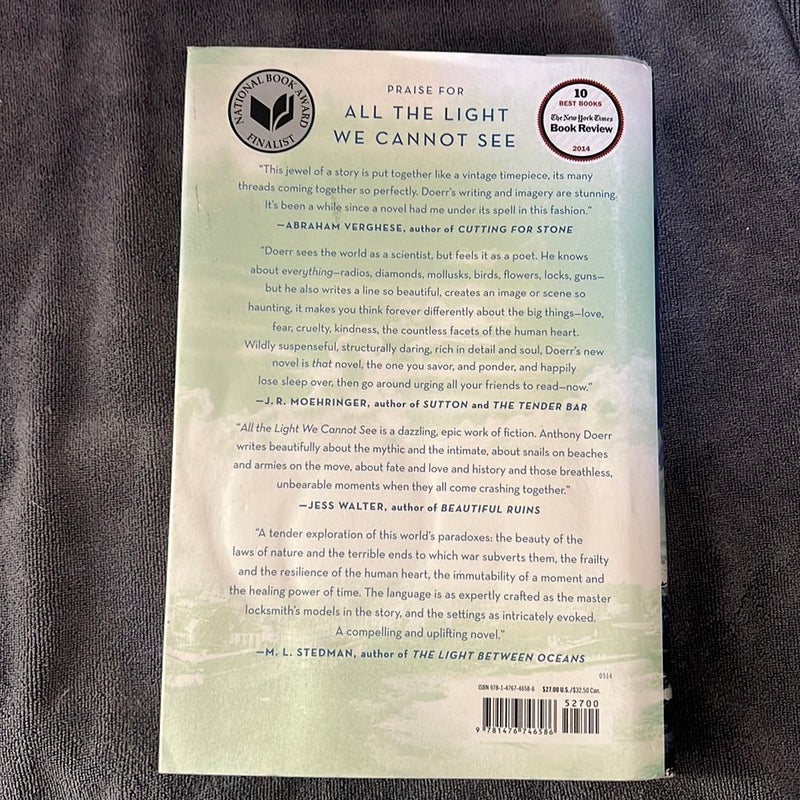 NATIONAL BOOK AWARD
FINALIST
PRAISE FOR
ALL THE LIGHT
WE CANNOT SEE
10
BEST BOOKS
The New York Times
Book Review
2014
"This jewel of a story is put together like a vintage timepiece, its many
threads coming together so perfectly. Doerr's writing and imagery are stunning.
It's been a while since a novel had me under its spell in this fashion."
—ABRAHAM VERGHESE, author of CUTTING FOR STONE
"Doerr sees the world as a scientist, but feels it as a poet. He knows
about everything—radios, diamonds, mollusks, birds, flowers, locks, guns—
but he also writes a line so beautiful, creates an image or scene so
haunting, it makes you think forever differently about the big things—love,
fear, cruelty, kindness, the countless facets of the human heart.
Wildly suspenseful, structurally daring, rich in detail and soul, Doerr's new
novel is that novel, the one you savor, and ponder, and happily
lose sleep over, then go around urging all your friends to read—now."
—J. R. MOEHRINGER, author of SUTTON and THE TENDER BAR
"All the Light We Cannot See is a dazzling, epic work of fiction. Anthony Doerr
writes beautifully about the mythic and the intimate, about snails on beaches
and armies on the move, about fate and love and history and those breathless,
unbearable moments when they all come crashing together."
—JESS WALTER, author of BEAUTIFUL RUINS
"A tender exploration of this world's paradoxes: the beauty of the
laws of nature and the terrible ends to which war subverts them, the frailty
and the resilience of the human heart, the immutability of a moment and
the healing power of time. The language is as expertly crafted as the master
locksmith's models in the story, and the settings as intricately evoked.
A compelling and uplifting novel."
—M. L. STEDMAN, author of THE LIGHT BETWEEN OCEANS
0514
ISBN 978-1-4767-4658-6 $27.00 U.S./$32.50 Can.
52700
9 781476 746586